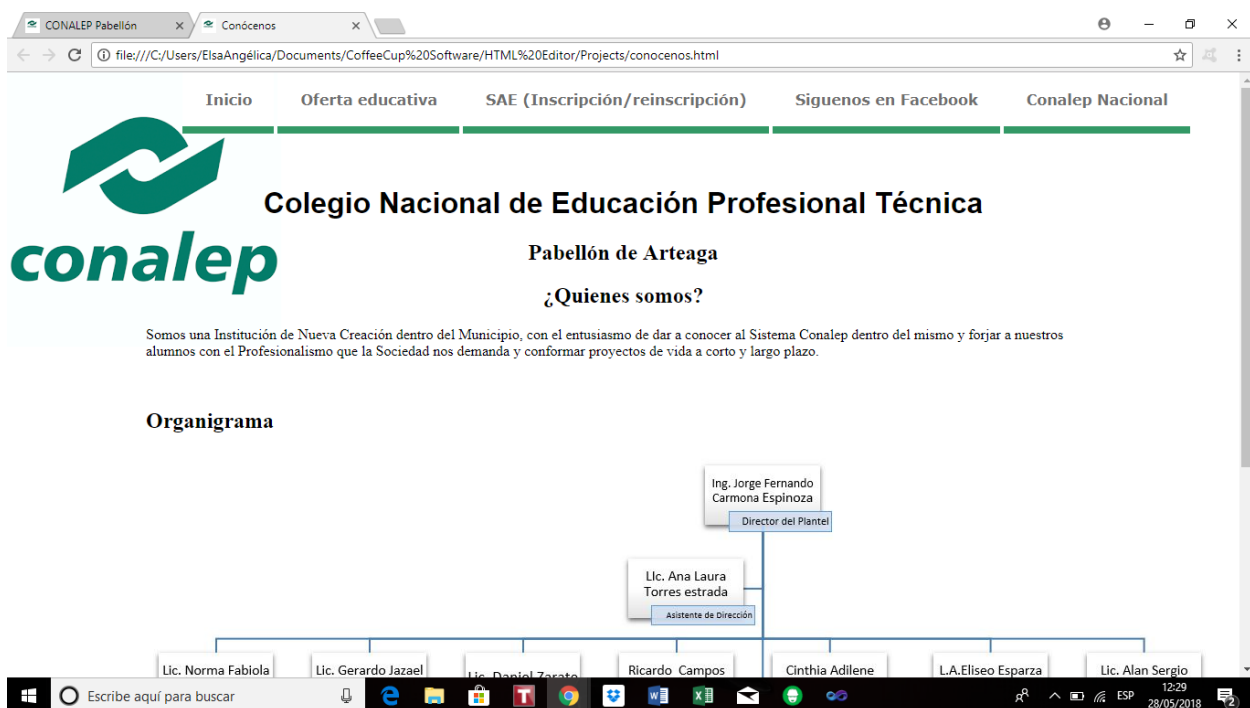 CONALEP Pabellón
Conócenos
file:///C:/Users/ElsaAngélica/Documents/CoffeeCup%20Software/HTML%20Editor/Projects/conocenos.html
Inicio Oferta educativa SAE (Inscripción/reinscripción) Siguenos en Facebook Conalep Nacional
conalep
Colegio Nacional de Educación Profesional Técnica
Pabellón de Arteaga
¿Quienes somos?
Somos una Institución de Nueva Creación dentro del Municipio, con el entusiasmo de dar a conocer al Sistema Conalep dentro del mismo y forjar a nuestros
alumnos con el Profesionalismo que la Sociedad nos demanda y conformar proyectos de vida a corto y largo plazo.
Organigrama
Ing. Jorge Fernando
Carmona Espinoza
Director del Plantel
LIc. Ana Laura
Torres estrada
Asistente de Dirección
Lic. Norma Fabiola
Lic. Gerardo Jazael
Lic. Daniel Zarate
Ricardo Campos
Cinthia Adilene
L.A.Eliseo Esparza
Lic. Alan Sergio
Escribe aquí para buscar
ESP
12:29
28/05/2018
2